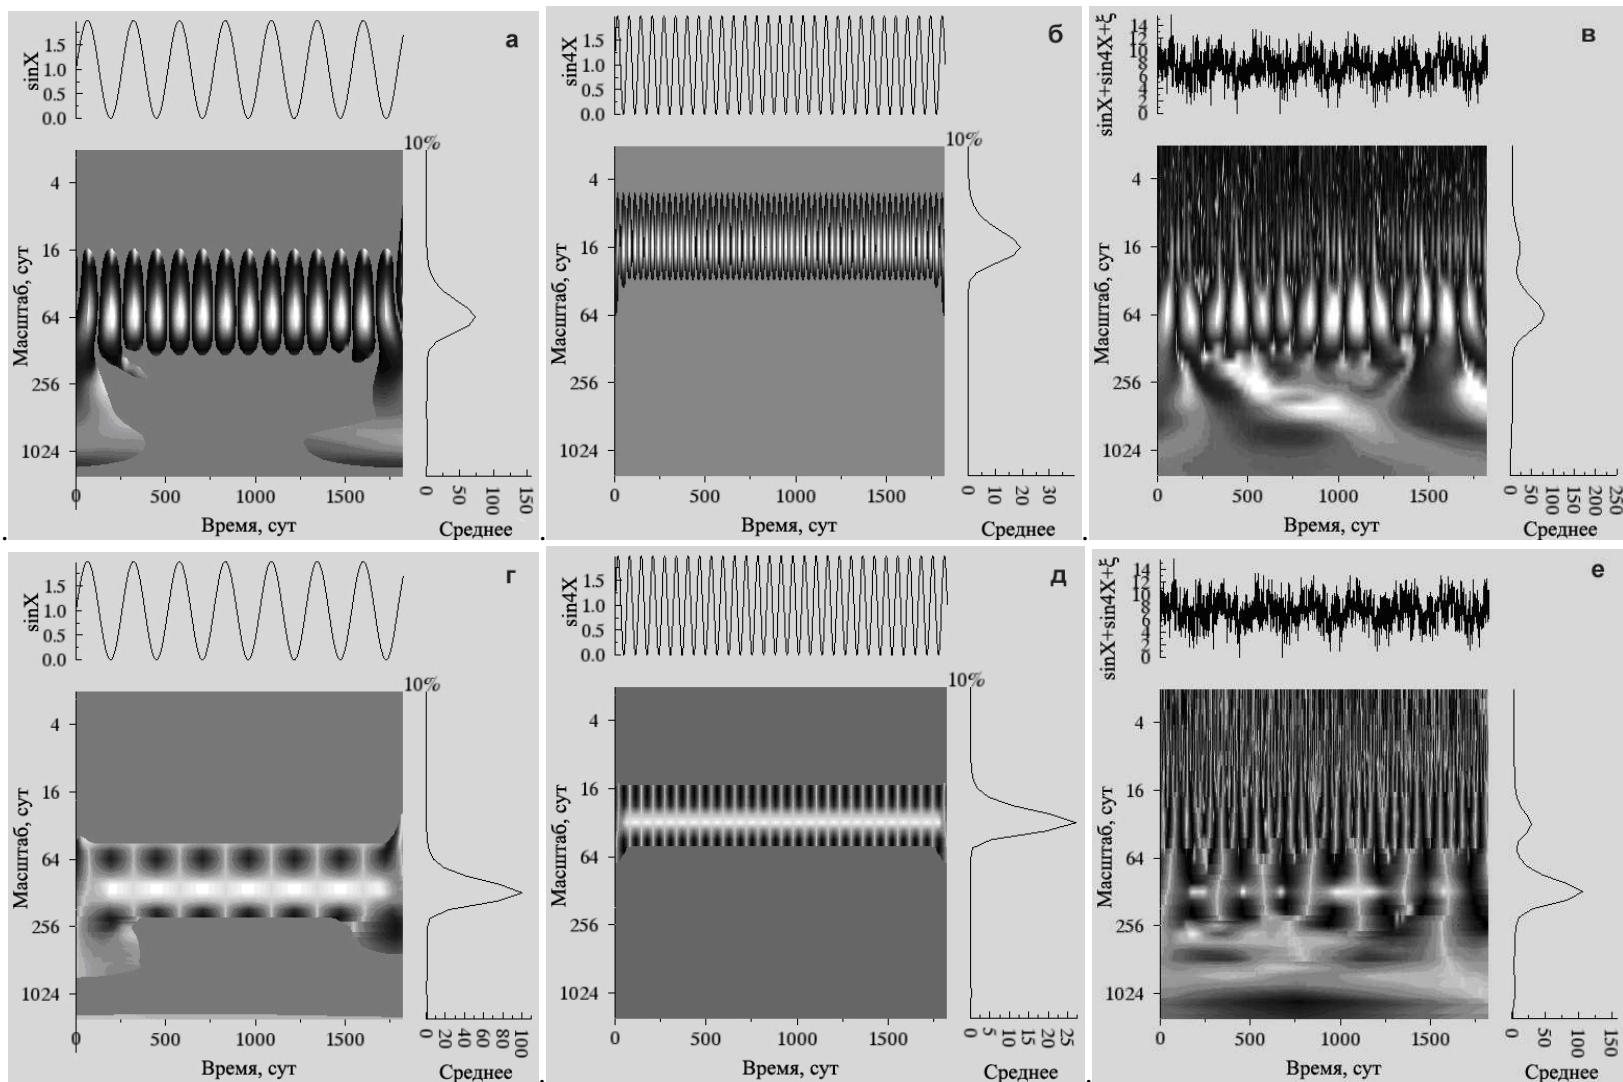 а
sinX
1.5
1.0
0.5
0.0
10%
Масштаб, сут
4
16
64
256
1024
0 500 1000 1500
Время, сут
0 50 100 150
Среднее
б
sin4X
1.5
1.0
0.5
0.0
10%
Масштаб, сут
4
16
64
256
1024
0 500 1000 1500
Время, сут
0 10 20 30
Среднее
в
sinX+sin4X+ξ
14
12
10
8
6
4
2
0
Масштаб, сут
4
16
64
256
1024
0 500 1000 1500
Время, сут
0 50 100 150 200 250
Среднее
г
sinX
1.5
1.0
0.5
0.0
10%
Масштаб, сут
4
16
64
256
1024
0 500 1000 1500
Время, сут
0 20 40 60 80 100
Среднее
д
sin4X
1.5
1.0
0.5
0.0
10%
Масштаб, сут
4
16
64
256
1024
0 500 1000 1500
Время, сут
0 5 10 15 20 25
Среднее
е
sinX+sin4X+ξ
14
12
10
8
6
4
2
0
Масштаб, сут
4
16
64
256
1024
0 500 1000 1500
Время, сут
0 50 100 150
Среднее